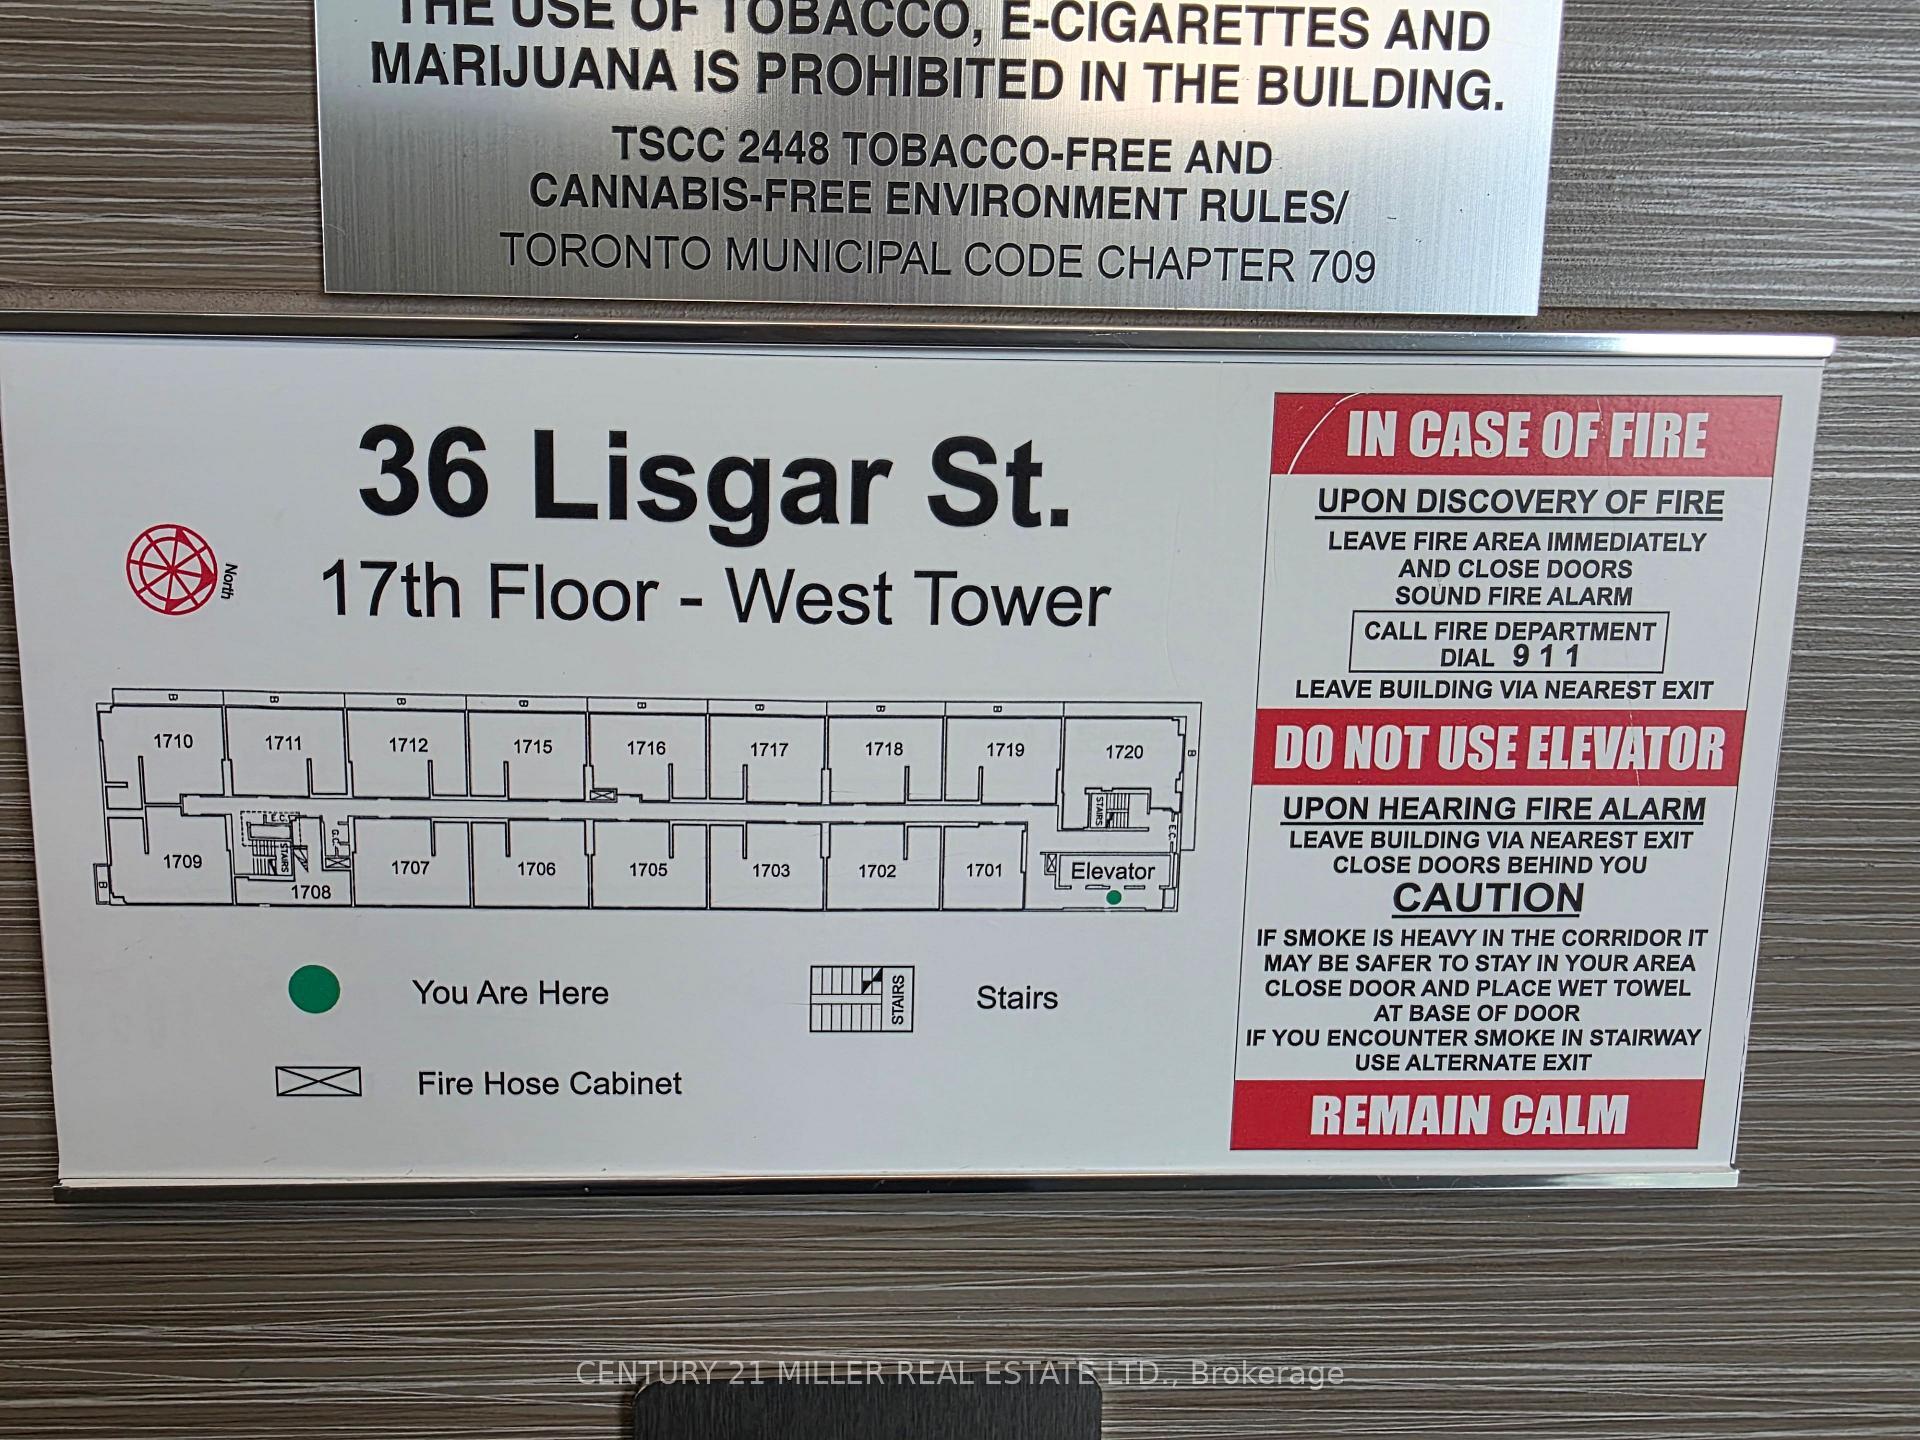 THE USE OF TOBACCO, E-CIGARETTES AND
MARIJUANA IS PROHIBITED IN THE BUILDING.
TSCC 2448 TOBACCO-FREE AND
CANNABIS-FREE ENVIRONMENT RULES/
TORONTO MUNICIPAL CODE CHAPTER 709
36 Lisgar St.
17th Floor - West Tower
North
B B B B B B B B
1710 1711 1712 1715 1716 1717 1718 1719 1720
B
STAIRS
E.C.
E.C.
G.C.
STAIRS
1709 1708 1707 1706 1705 1703 1702 1701 Elevator
B
You Are Here
STAIRS
Stairs
Fire Hose Cabinet
IN CASE OF FIRE
UPON DISCOVERY OF FIRE
LEAVE FIRE AREA IMMEDIATELY
AND CLOSE DOORS
SOUND FIRE ALARM
CALL FIRE DEPARTMENT
DIAL 9 1 1
LEAVE BUILDING VIA NEAREST EXIT
DO NOT USE ELEVATOR
UPON HEARING FIRE ALARM
LEAVE BUILDING VIA NEAREST EXIT
CLOSE DOORS BEHIND YOU
CAUTION
IF SMOKE IS HEAVY IN THE CORRIDOR IT
MAY BE SAFER TO STAY IN YOUR AREA
CLOSE DOOR AND PLACE WET TOWEL
AT BASE OF DOOR
IF YOU ENCOUNTER SMOKE IN STAIRWAY
USE ALTERNATE EXIT
REMAIN CALM
CENTURY 21 MILLER REAL ESTATE LTD., Brokerage